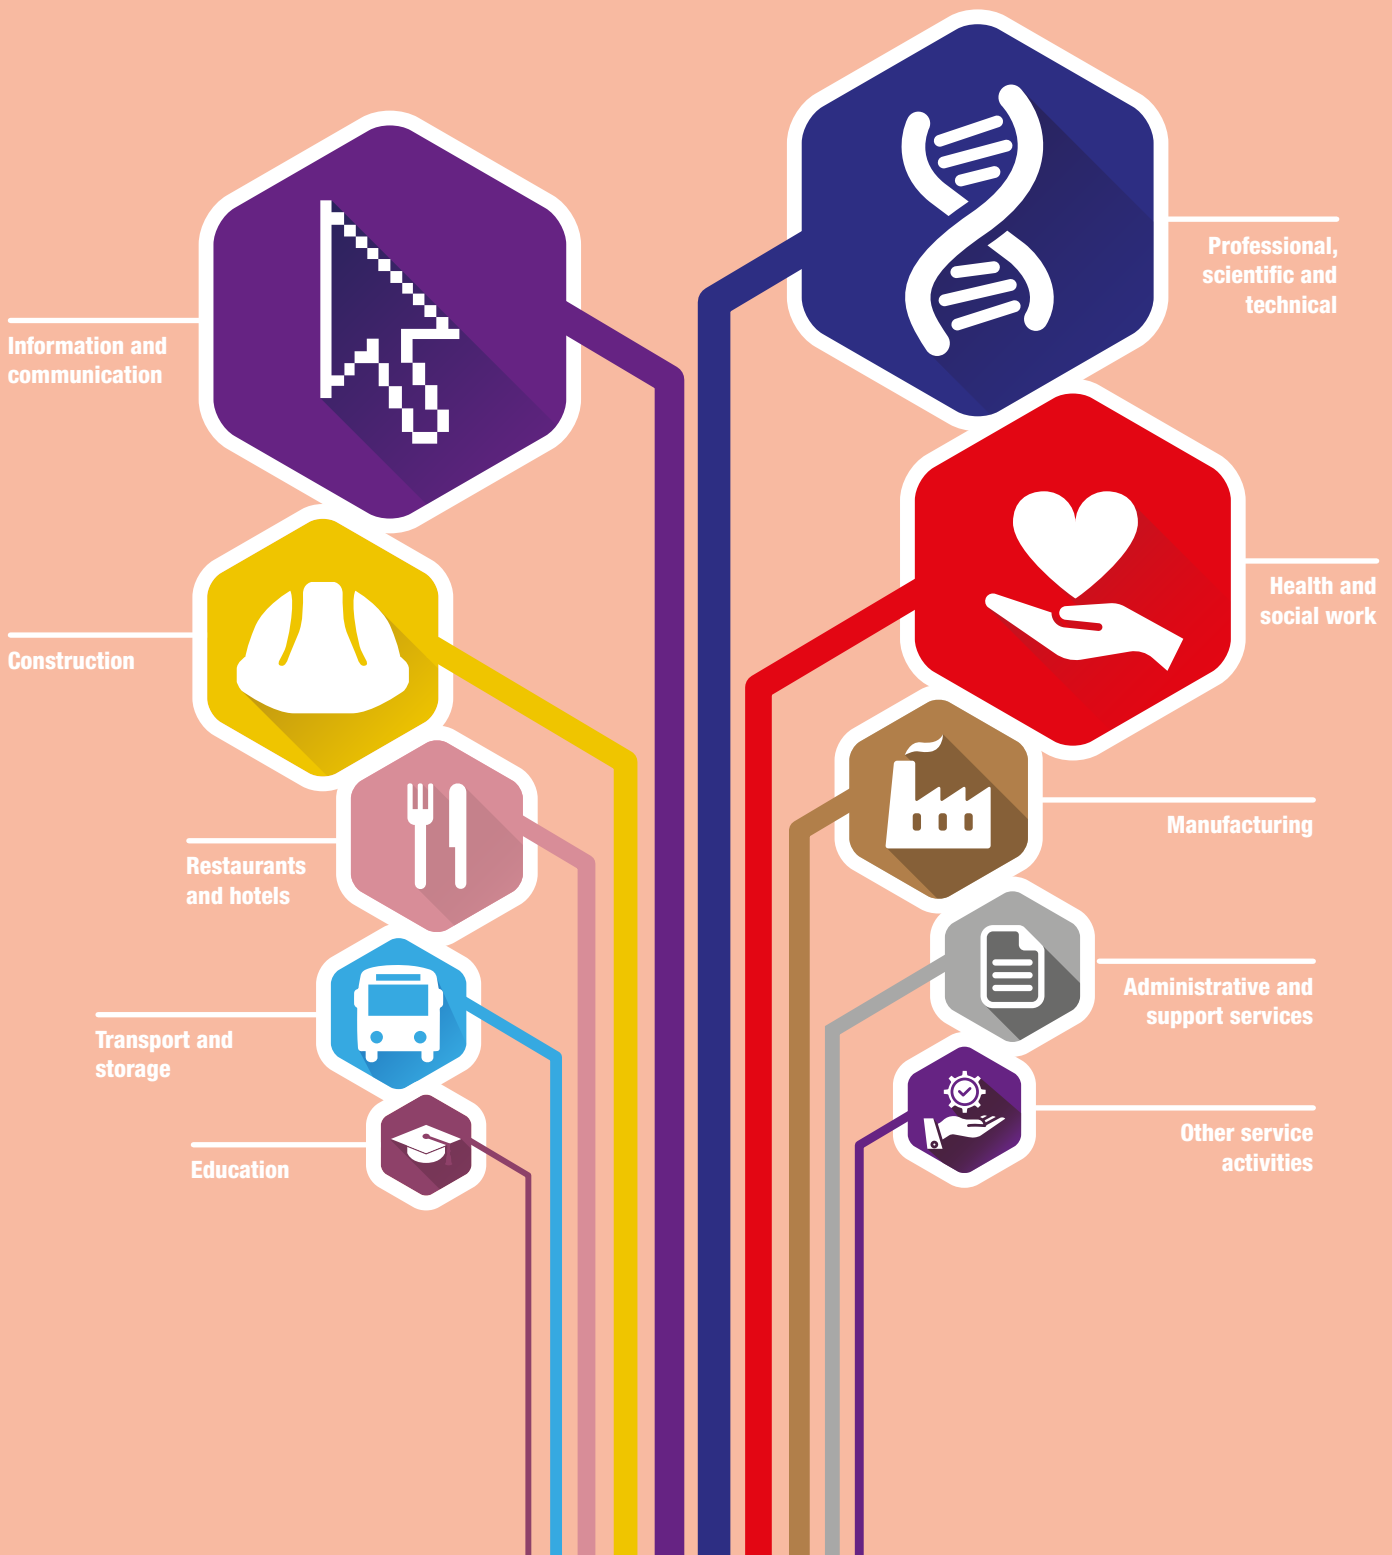 Professional,
scientific and
technical
Information and
communication
Health and
social work
Construction
Manufacturing
Restaurants
and hotels
Administrative and
support services
Transport and
storage
Other service
activities
Education